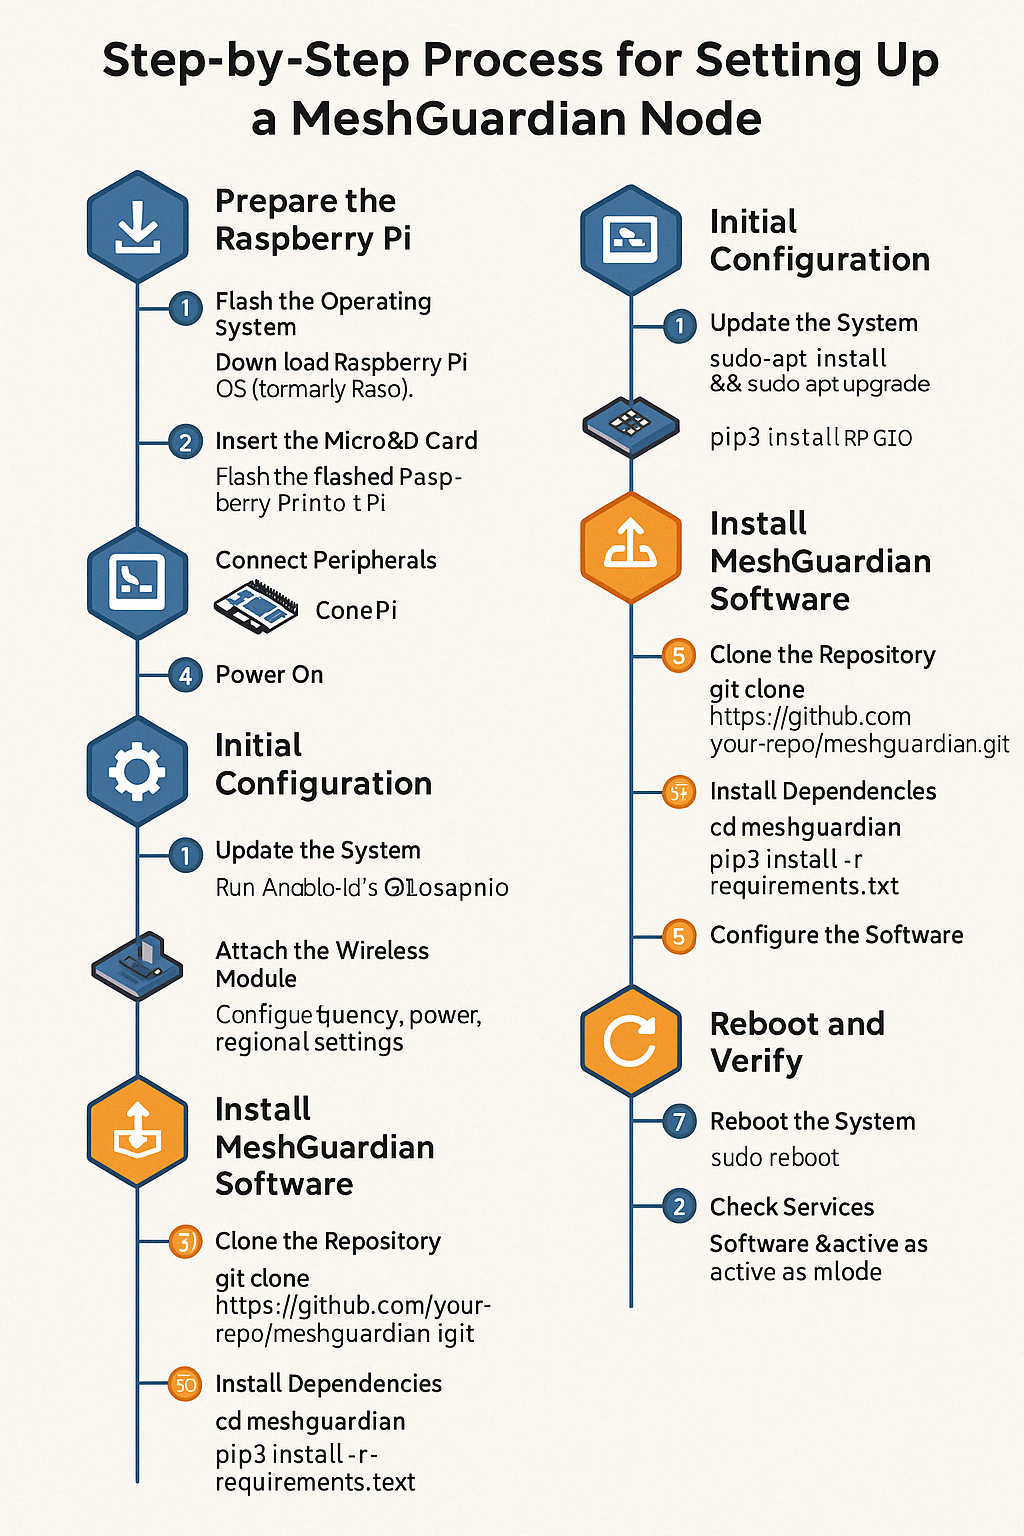 Step-by-Step Process for Setting Up
a MeshGuardian Node
Prepare the
Raspberry Pi
1
Flash the Operating
System
Down load Raspberry Pi
OS (tormarly Raso).
2
Insert the Micro&D Card
Flash the flashed Pasp-
berry Printo t Pi
Connect Peripherals
ConePi
4
Power On
Initial
Configuration
1
Update the System
Run Anablo-Id's
Attach the Wireless
Module
Configue quency, power,
regional settings
Install
MeshGuardian
Software
3)
Clone the Repository
git clone
https://github.com/your-
repo/meshguardian igit
50
Install Dependencies
cd meshguardian
pip3 install -r-
requirements.text
Initial
Configuration
1
Update the System
sudo-apt install
&& sudo apt upgrade
pip3 install RP GIO
Install
MeshGuardian
Software
5
Clone the Repository
git clone
https://github.com
your-repo/meshguardian.git
Install Dependencles
cd meshguardian
pip3 install -r
requirements.txt
5
Configure the Software
Reboot and
Verify
7
Reboot the System
sudo reboot
2
Check Services
Software &active as
active as mlode